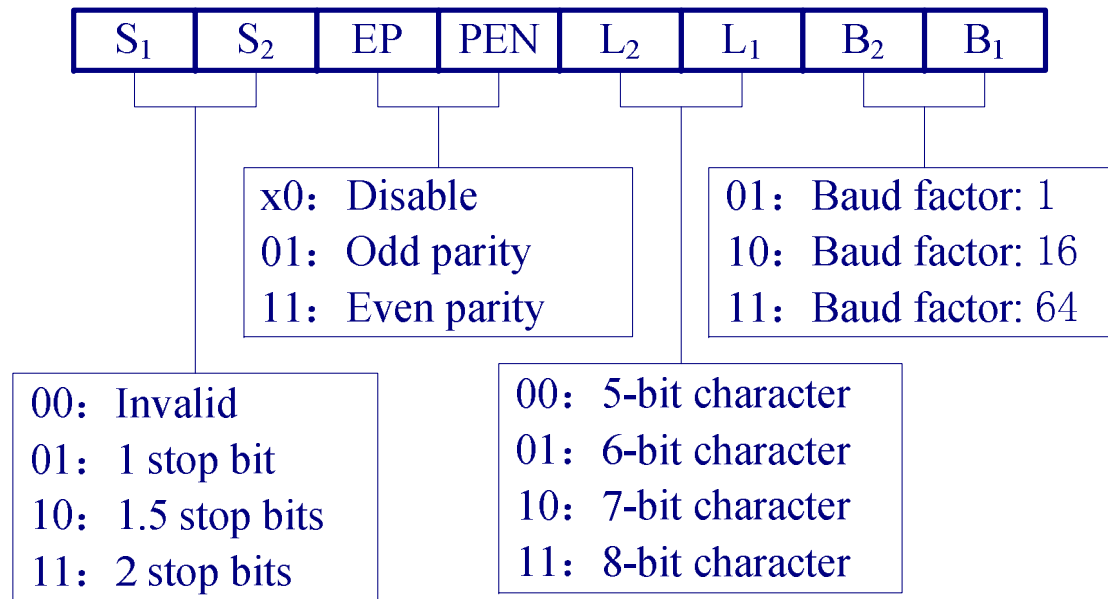 S₁ S₂ EP PEN L₂ L₁ B₂ B₁
x0：Disable
01：Odd parity
11：Even parity
01：Baud factor: 1
10：Baud factor: 16
11：Baud factor: 64
00：Invalid
01：1 stop bit
10：1.5 stop bits
11：2 stop bits
00：5-bit character
01：6-bit character
10：7-bit character
11：8-bit character